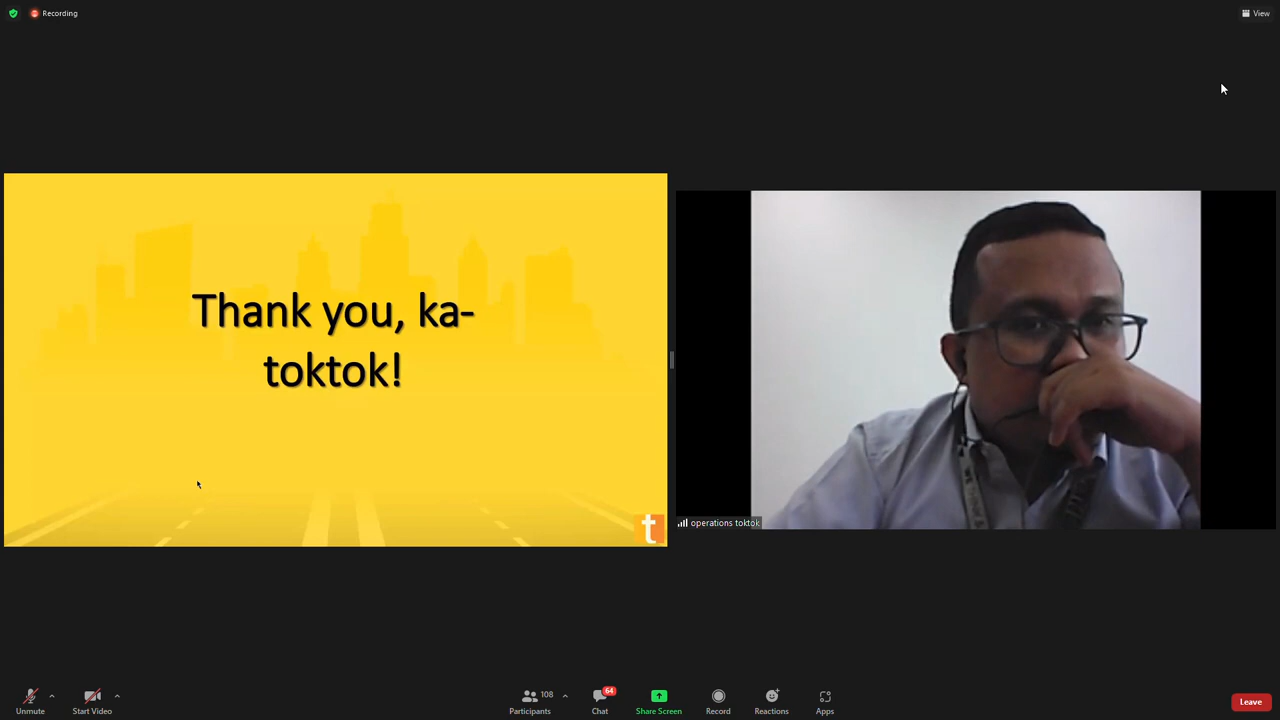 Recording
View
Thank you, ka-
toktok!
t
operations toktok
Unmute
Start Video
108
Participants
64
Chat
Share Screen
Record
Reactions
Apps
Leave